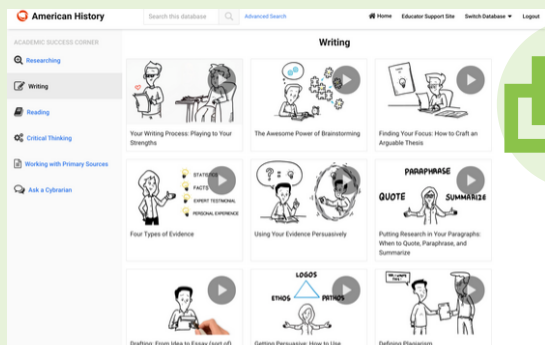 American History
Search this database
Advanced Search
Home
Educator Support Site
Switch Database
Logout
ACADEMIC SUCCESS CORNER
Researching
Writing
Reading
Critical Thinking
Working with Primary Sources
Ask a Cybrarian
Writing
Your Writing Process: Playing to Your
Strengths
The Awesome Power of Brainstorming
Finding Your Focus: How to Craft an
Arguable Thesis
STATISTICS
FACTS
EXPERT TESTIMONIAL
PERSONAL EXPERIENCE
Four Types of Evidence
Using Your Evidence Persuasively
PARAPHRASE
QUOTE
SUMMARIZE
Putting Research in Your Paragraphs:
When to Quote, Paraphrase, and
Summarize
Drafting: From Idea to Essay (sort of)
LOGOS
ETHOS
PATHOS
Getting Persuasive: How to Use
Defining Plagiarism